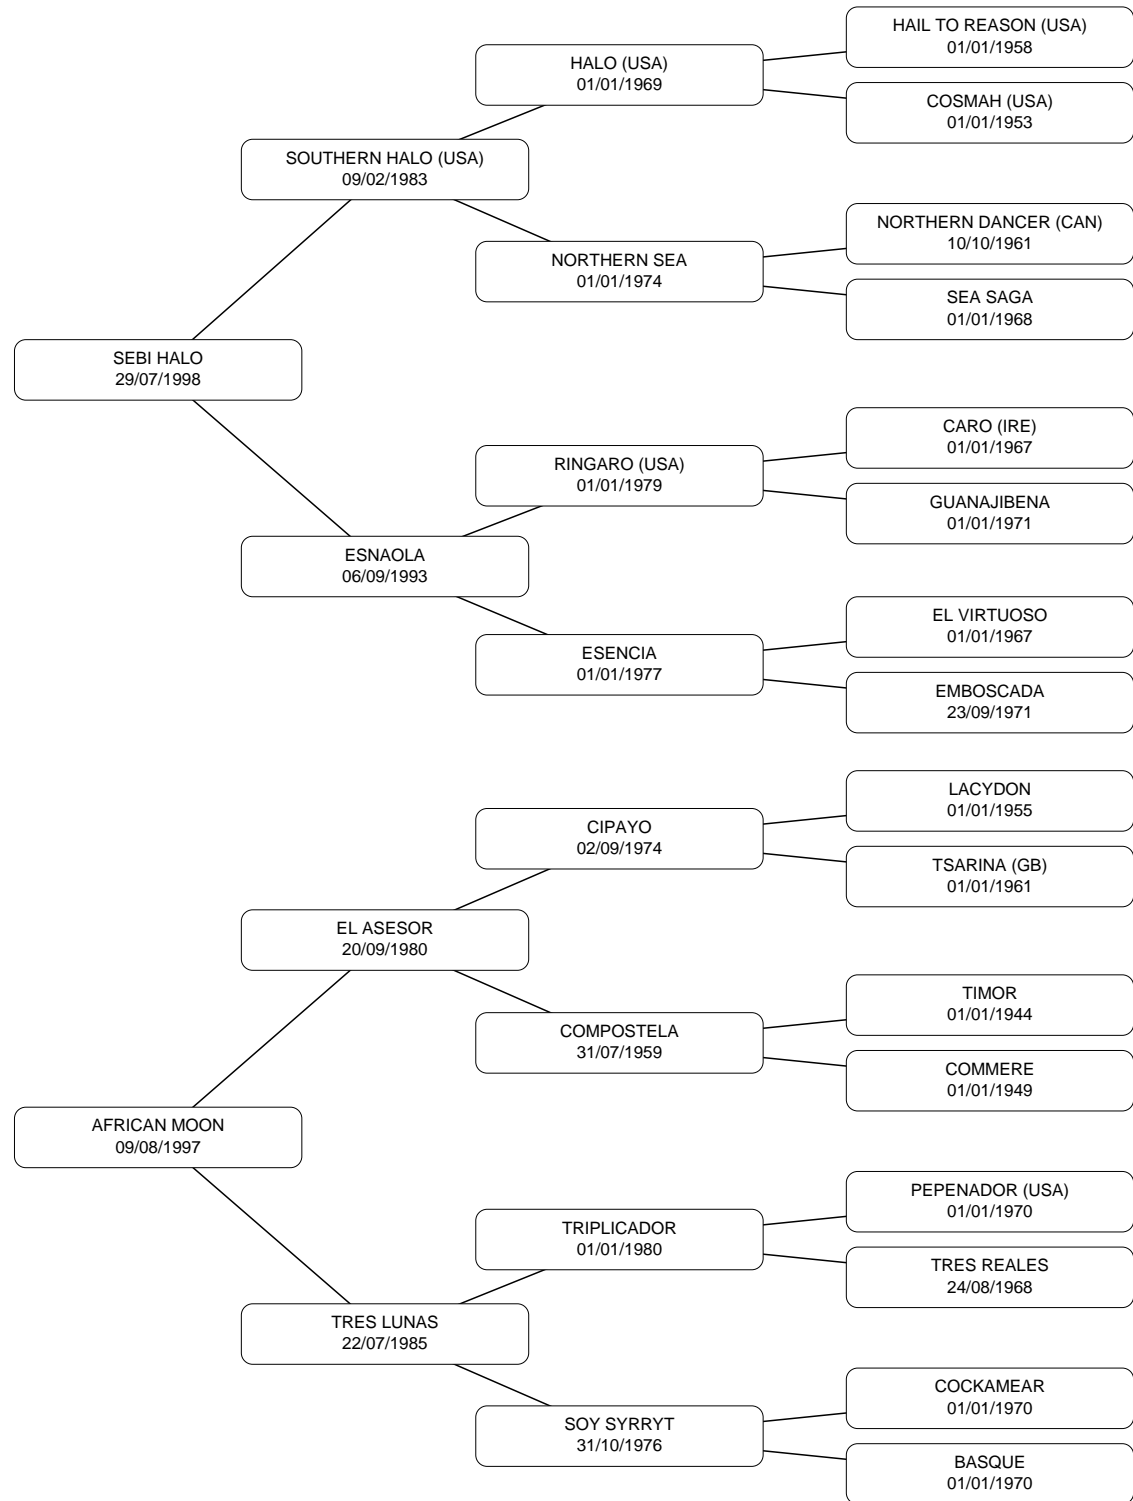 HAIL TO REASON (USA)
01/01/1958
HALO (USA)
01/01/1969
COSMAH (USA)
01/01/1953
SOUTHERN HALO (USA)
09/02/1983
NORTHERN DANCER (CAN)
10/10/1961
NORTHERN SEA
01/01/1974
SEA SAGA
01/01/1968
SEBI HALO
29/07/1998
CARO (IRE)
01/01/1967
RINGARO (USA)
01/01/1979
GUANAJIBENA
01/01/1971
ESNAOLA
06/09/1993
EL VIRTUOSO
01/01/1967
ESENCIA
01/01/1977
EMBOSCADA
23/09/1971
LACYDON
01/01/1955
CIPAYO
02/09/1974
TSARINA (GB)
01/01/1961
EL ASESOR
20/09/1980
TIMOR
01/01/1944
COMPOSTELA
31/07/1959
COMMERE
01/01/1949
AFRICAN MOON
09/08/1997
PEPENADOR (USA)
01/01/1970
TRIPLICADOR
01/01/1980
TRES REALES
24/08/1968
TRES LUNAS
22/07/1985
COCKAMEAR
01/01/1970
SOY SYRRYT
31/10/1976
BASQUE
01/01/1970